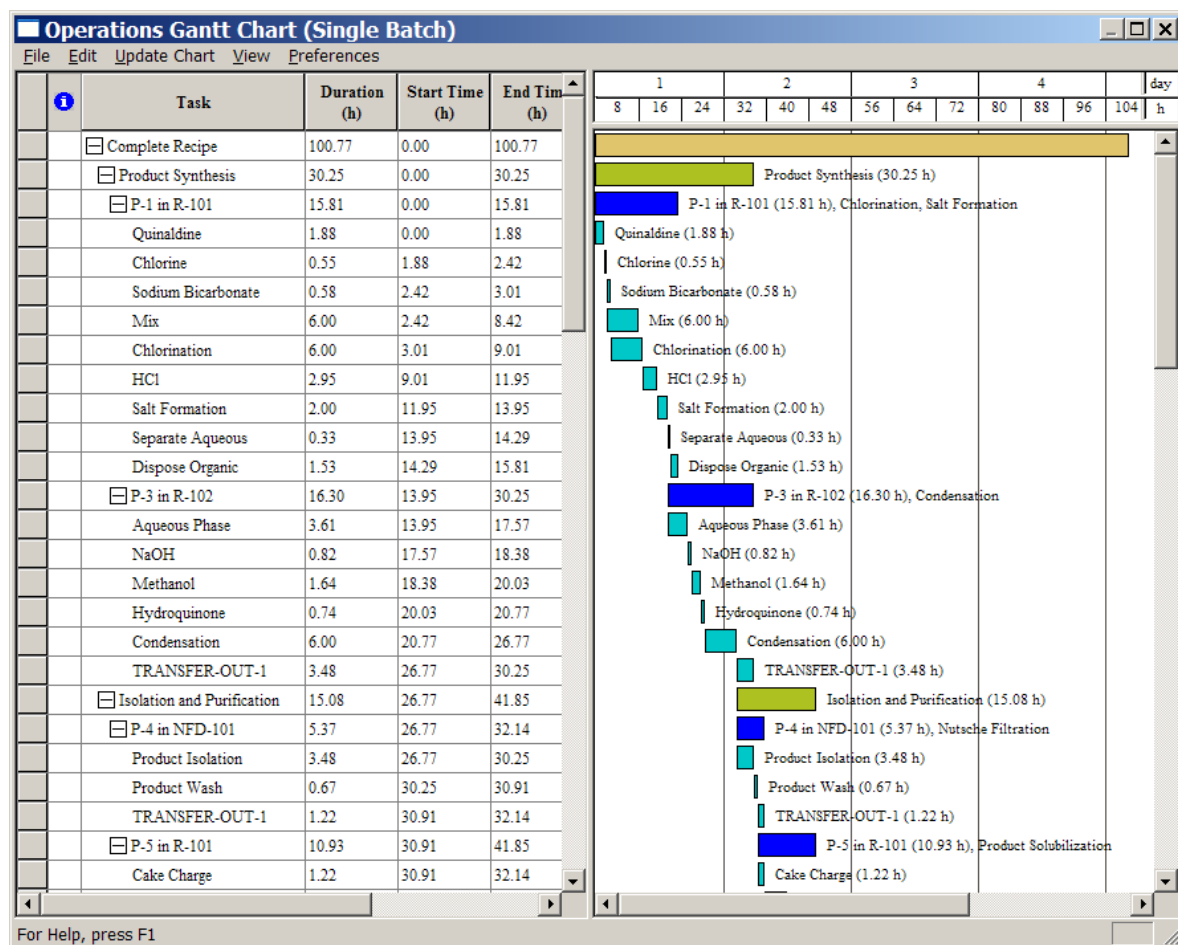 Operations Gantt Chart (Single Batch)
File Edit Update Chart View Preferences
Task Duration (h) Start Time (h) End Tim (h)
1 2 3 4 day
8 16 24 32 40 48 56 64 72 80 88 96 104 h
Complete Recipe 100.77 0.00 100.77
Product Synthesis 30.25 0.00 30.25 Product Synthesis (30.25 h)
P-1 in R-101 15.81 0.00 15.81 P-1 in R-101 (15.81 h), Chlorination, Salt Formation
Quinaldine 1.88 0.00 1.88 Quinaldine (1.88 h)
Chlorine 0.55 1.88 2.42 Chlorine (0.55 h)
Sodium Bicarbonate 0.58 2.42 3.01 Sodium Bicarbonate (0.58 h)
Mix 6.00 2.42 8.42 Mix (6.00 h)
Chlorination 6.00 3.01 9.01 Chlorination (6.00 h)
HCl 2.95 9.01 11.95 HCl (2.95 h)
Salt Formation 2.00 11.95 13.95 Salt Formation (2.00 h)
Separate Aqueous 0.33 13.95 14.29 Separate Aqueous (0.33 h)
Dispose Organic 1.53 14.29 15.81 Dispose Organic (1.53 h)
P-3 in R-102 16.30 13.95 30.25 P-3 in R-102 (16.30 h), Condensation
Aqueous Phase 3.61 13.95 17.57 Aqueous Phase (3.61 h)
NaOH 0.82 17.57 18.38 NaOH (0.82 h)
Methanol 1.64 18.38 20.03 Methanol (1.64 h)
Hydroquinone 0.74 20.03 20.77 Hydroquinone (0.74 h)
Condensation 6.00 20.77 26.77 Condensation (6.00 h)
TRANSFER-OUT-1 3.48 26.77 30.25 TRANSFER-OUT-1 (3.48 h)
Isolation and Purification 15.08 26.77 41.85 Isolation and Purification (15.08 h)
P-4 in NFD-101 5.37 26.77 32.14 P-4 in NFD-101 (5.37 h), Nutsche Filtration
Product Isolation 3.48 26.77 30.25 Product Isolation (3.48 h)
Product Wash 0.67 30.25 30.91 Product Wash (0.67 h)
TRANSFER-OUT-1 1.22 30.91 32.14 TRANSFER-OUT-1 (1.22 h)
P-5 in R-101 10.93 30.91 41.85 P-5 in R-101 (10.93 h), Product Solubilization
Cake Charge 1.22 30.91 32.14 Cake Charge (1.22 h)
For Help, press F1